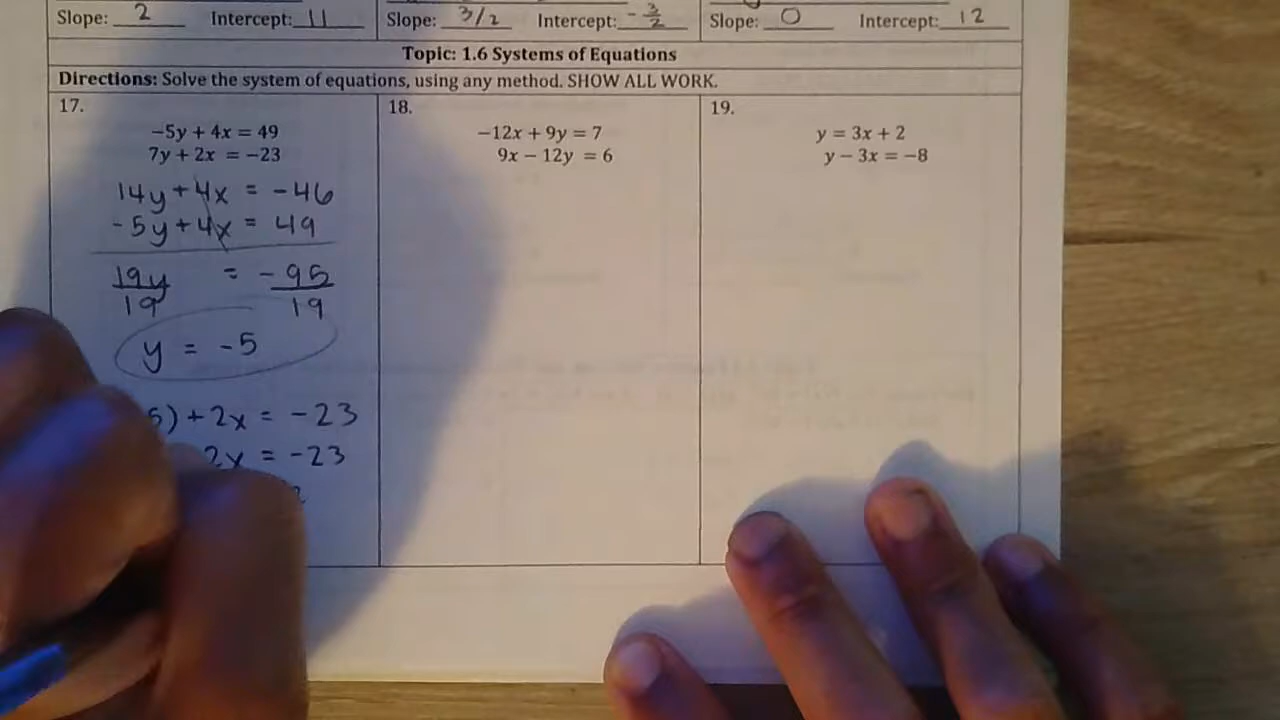 Slope: 2 Intercept: 11 Slope: 3/2 Intercept: -3/2 Slope: 0 Intercept: 12
Topic: 1.6 Systems of Equations
Directions: Solve the system of equations, using any method. SHOW ALL WORK.
17. 18. 19.
−5y + 4x = 49 −12x + 9y = 7 y = 3x + 2
7y + 2x = −23 9x − 12y = 6 y − 3x = −8
14y + 4x = -46
-5y + 4x = 49
19y = -95
19 19
y = -5
5) + 2x = -23
2x = -23
2